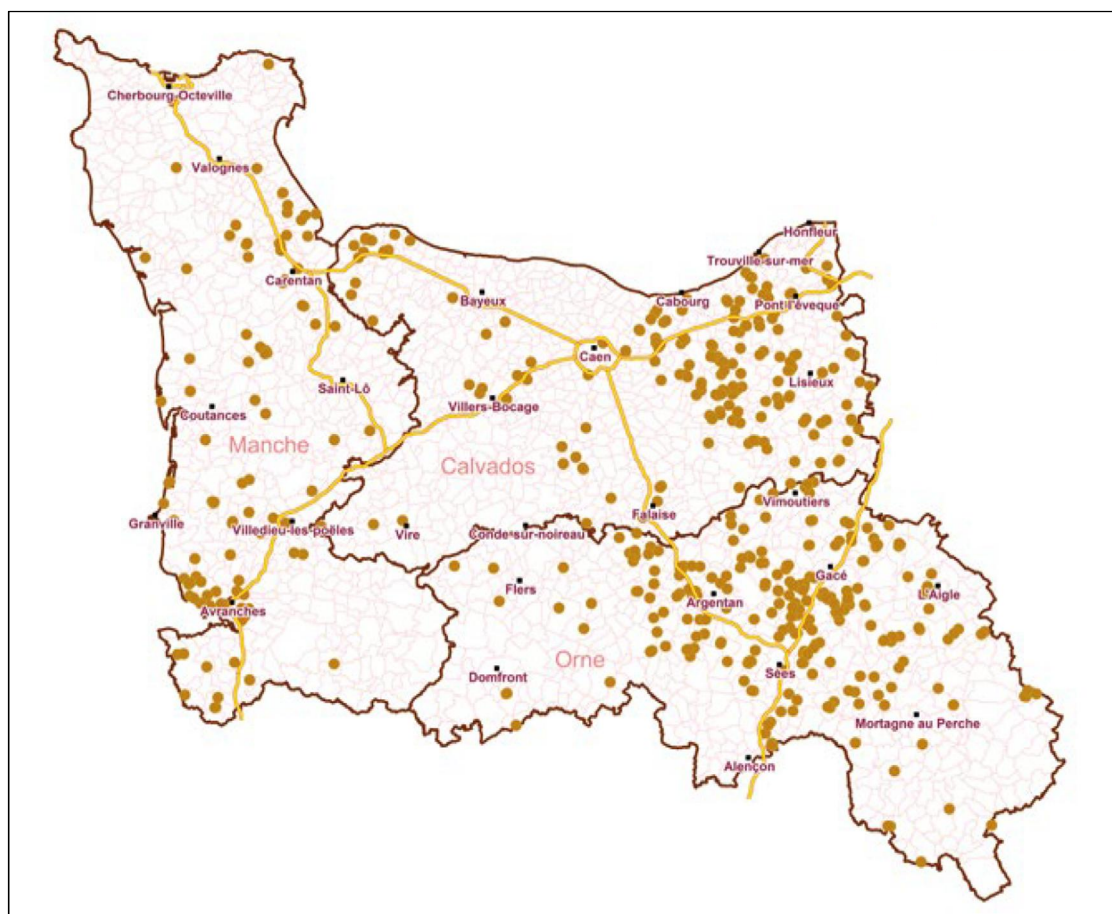 Cherbourg-Octeville
Valognes
Honfleur
Trouville-sur-mer
Carentan
Bayeux
Cabourg
Pont l'èveque
Caen
Saint-Lô
Lisieux
Coutances
Villers-Bocage
Manche
Calvados
Vimoutiers
Granville
Villedieu-les-poëles
Vire
Conde-sur-noireau
Falaise
Flers
Gacé
L'Aigle
Avranches
Argentan
Orne
Domfront
Sées
Mortagne au Perche
Alençon